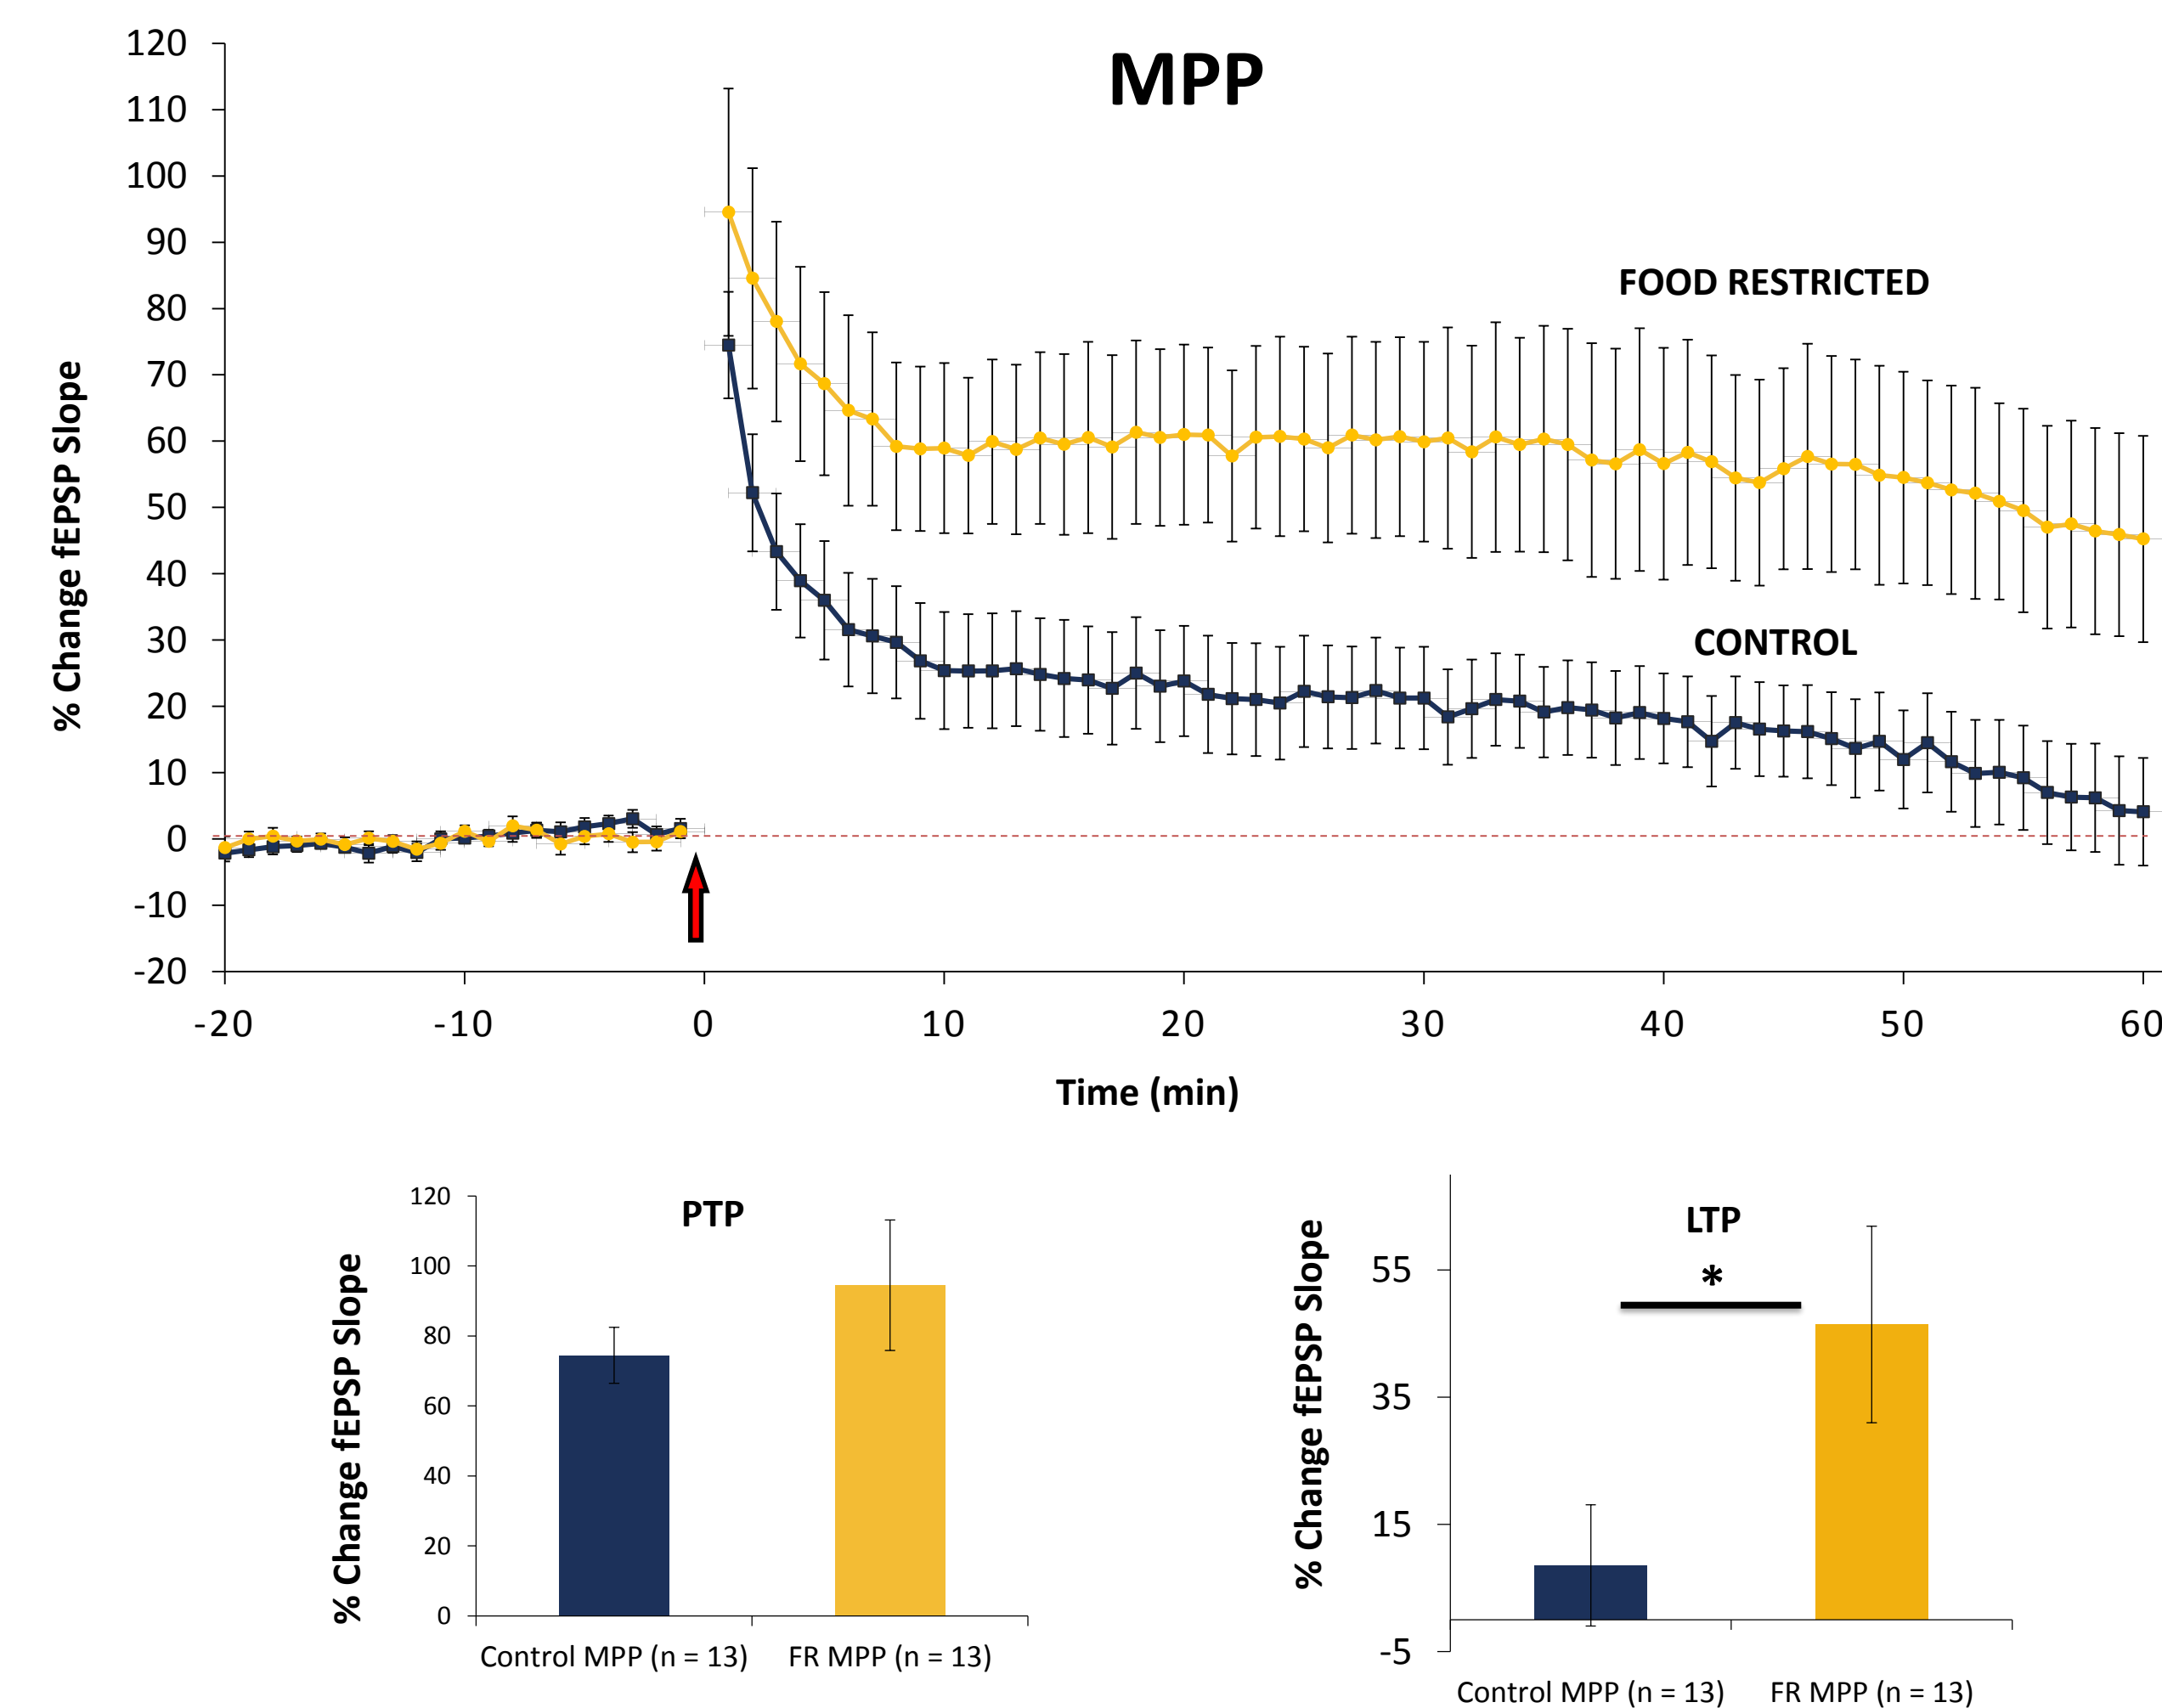 MPP
120
110
100
90
80
70
60
50
40
30
20
10
0
-10
-20
% Change fEPSP Slope
FOOD RESTRICTED
CONTROL
-20 -10 0 10 20 30 40 50 60
Time (min)
PTP
120
100
80
60
40
20
0
% Change fEPSP Slope
Control MPP (n = 13) FR MPP (n = 13)
LTP
*
55
35
15
-5
% Change fEPSP Slope
Control MPP (n = 13) FR MPP (n = 13)